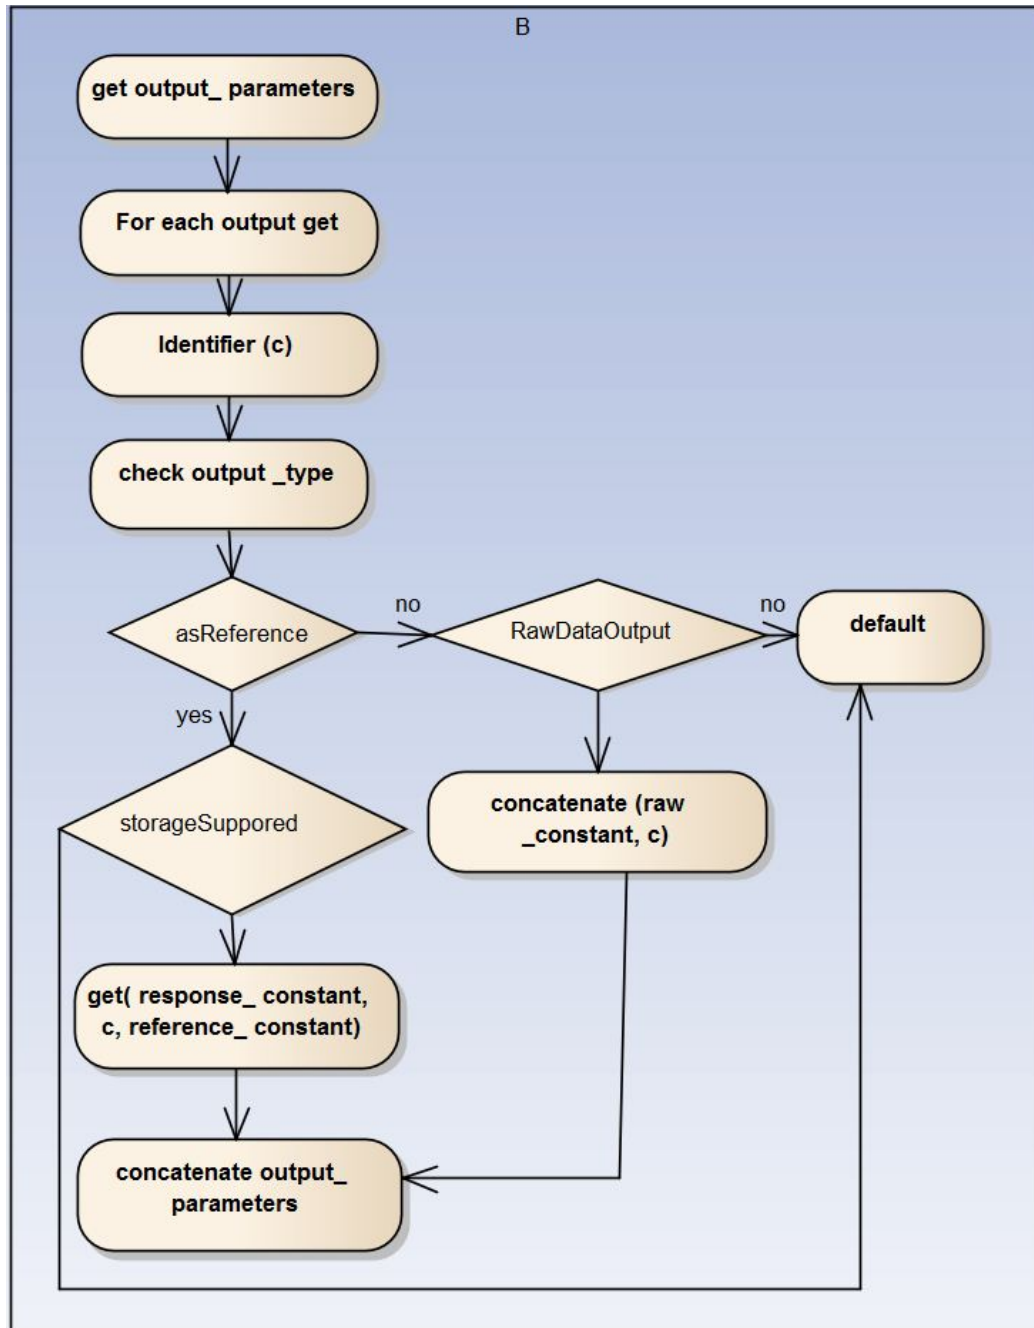 B
get output_ parameters
For each output get
Identifier (c)
check output _type
asReference
no
RawDataOutput
no
default
yes
storageSuppored
concatenate (raw
_constant, c)
get( response_ constant,
c, reference_ constant)
concatenate output_
parameters